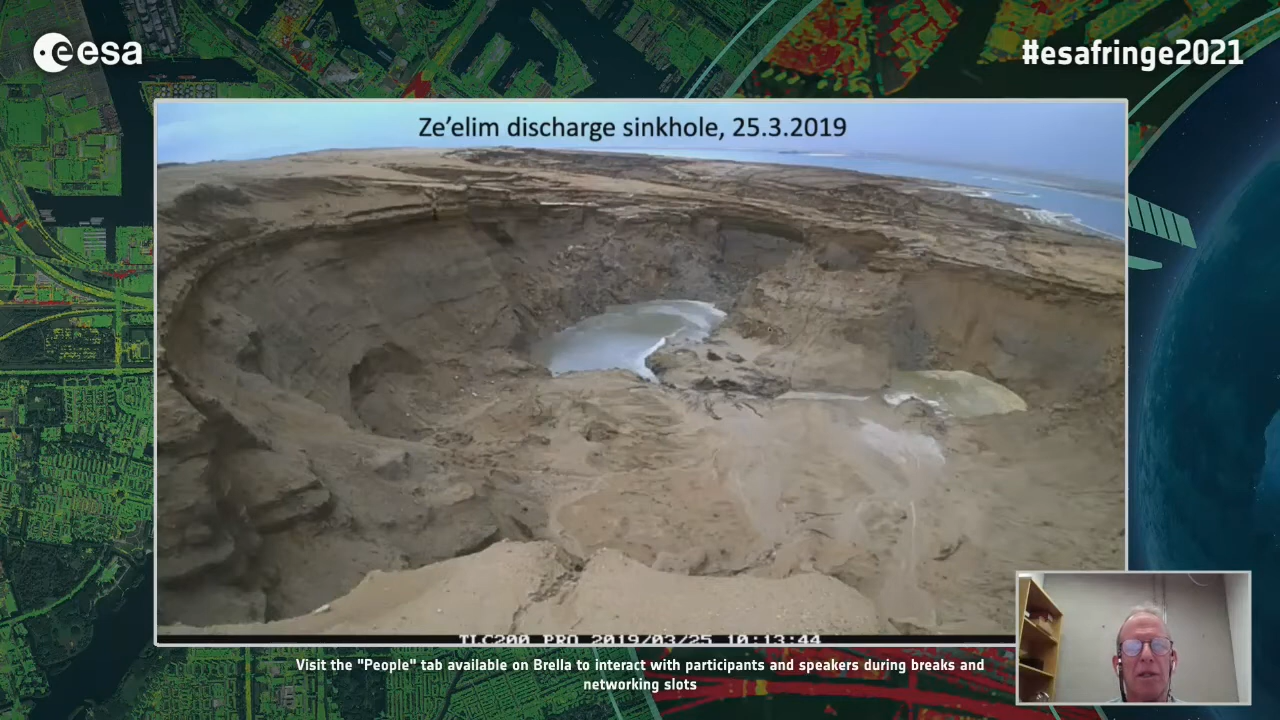 esa
#esafringe2021
Ze'elim discharge sinkhole, 25.3.2019
TLC200 PRO 2019/03/25 10:13:44
Visit the "People" tab available on Brella to interact with participants and speakers during breaks and
networking slots